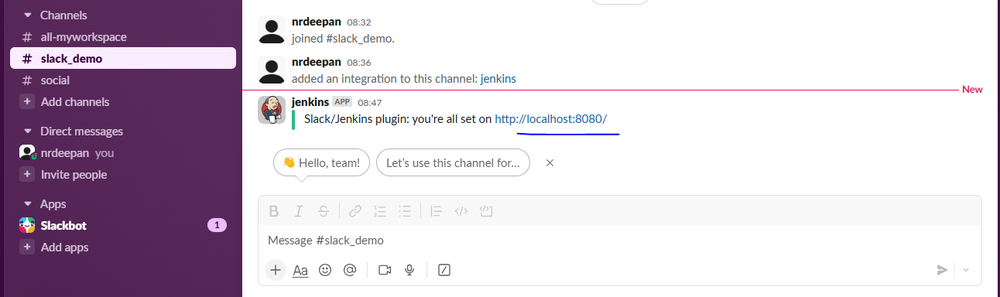 Channels
# all-myworkspace
# slack_demo
# social
+ Add channels
Direct messages
nrdeepan you
+ Invite people
Apps
Slackbot 1
+ Add apps
nrdeepan 08:32
joined #slack_demo.
nrdeepan 08:36
added an integration to this channel: jenkins
New
jenkins APP 08:47
Slack/Jenkins plugin: you're all set on http://localhost:8080/
👋 Hello, team! Let’s use this channel for...
Message #slack_demo
Aa